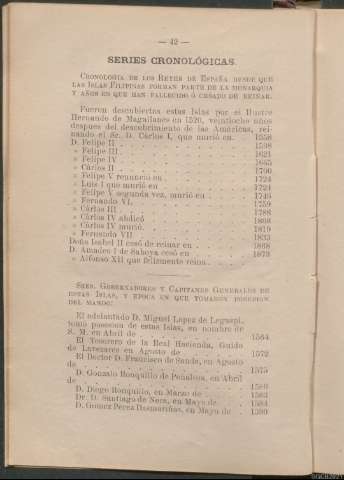 — 42 —
SERIES CRONOLÓGICAS.
CRONOLOGÍA DE LOS REYES DE ESPAÑA DESDE QUE
LAS ISLAS FILIPINAS FORMAN PARTE DE LA MONARQUIA
Y AÑOS EN QUE HAN FALLECIDO Ó CESADO DE REINAR.
Fueron descubiertas estas Islas por el Ilustre
Hernando de Magallanes en 1520, veintiocho años
despues del descubrimiento de las Américas, rei-
nando el Sr. D. Cárlos I, que murió en . 1558
D. Felipe II . . . 1598
» Felipe III . . . 1621
» Felipe IV . . . 1665
» Cárlos II . . . 1700
» Felipe V renunció en . . . 1724
» Luis I que murió en . . . 1724
» Felipe V segunda vez, murió en . . . 1746
» Fernando VI. . . . 1759
» Cárlos III . . . 1788
» Cárlos IV abdicó . . . 1808
» Cárlos IV murió. . . . 1819
» Fernando VII . . . 1833
Doña Isabel II cesó de reinar en . . . 1868
D. Amadeo I de Saboya cesó en . . . 1873
» Alfonso XII que felizmente reina.
SRES. GOBERNADORES Y CAPITANES GENERALES DE
ESTAS ISLAS, Y EPOCA EN QUE TOMARON POSESION
DEL MANDO:
El adelantado D. Miguel Lopez de Legaspi,
tomó posesion de estas Islas, en nombre de
S. M. en Abril de . . . 1564
El Tesorero de la Real Hacienda, Guido
de Lavezares en Agosto de . . . 1572
El Doctor D. Francisco de Sande, en Agosto
de . . . 1575
D. Gonzalo Ronquillo de Peñalosa, en Abril
de . . . 1580
D. Diego Ronquillo, en Marzo de . . . 1583
Dr. D. Santiago de Vera, en Mayo de . . . 1584
D. Gomez Perez Dasmariñas, en Mayo de . 1590